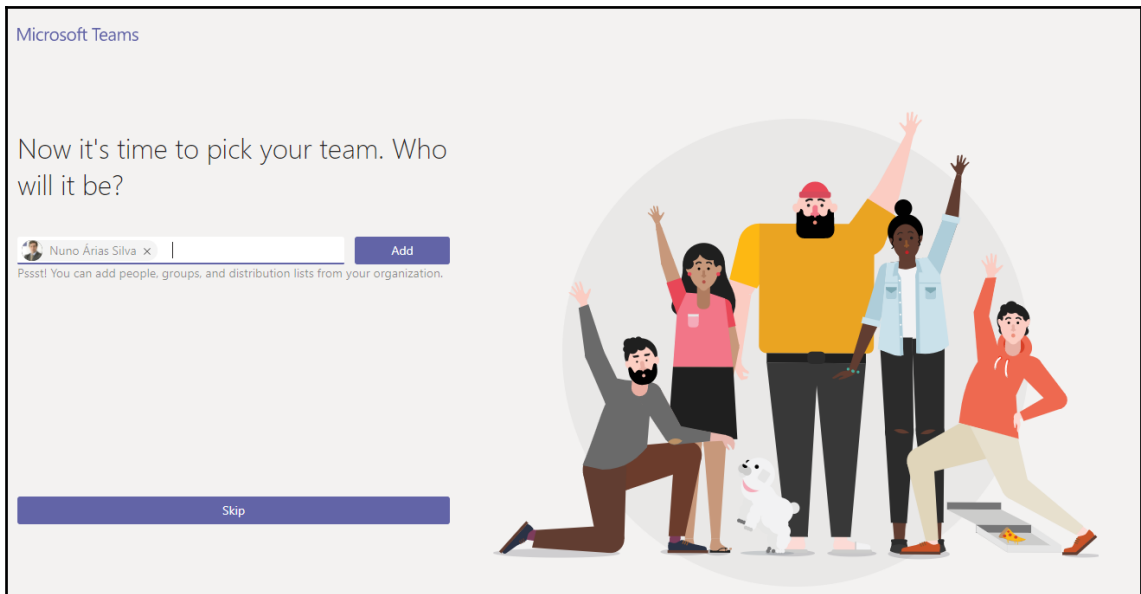 Microsoft Teams
Now it's time to pick your team. Who
will it be?
Nuno Árias Silva ×
Add
Pssst! You can add people, groups, and distribution lists from your organization.
Skip